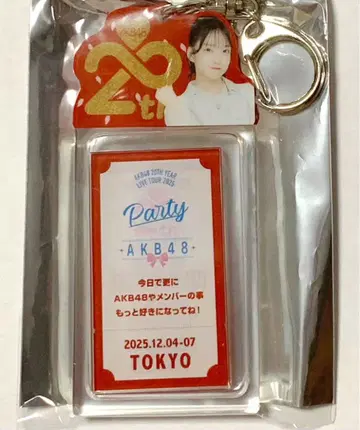 20th
AKB48 20TH YEAR
LIVE TOUR 2025
Party
AKB48
今日で更に
AKB48やメンバーの事
もっと好きになってね！
2025.12.04-07
TOKYO